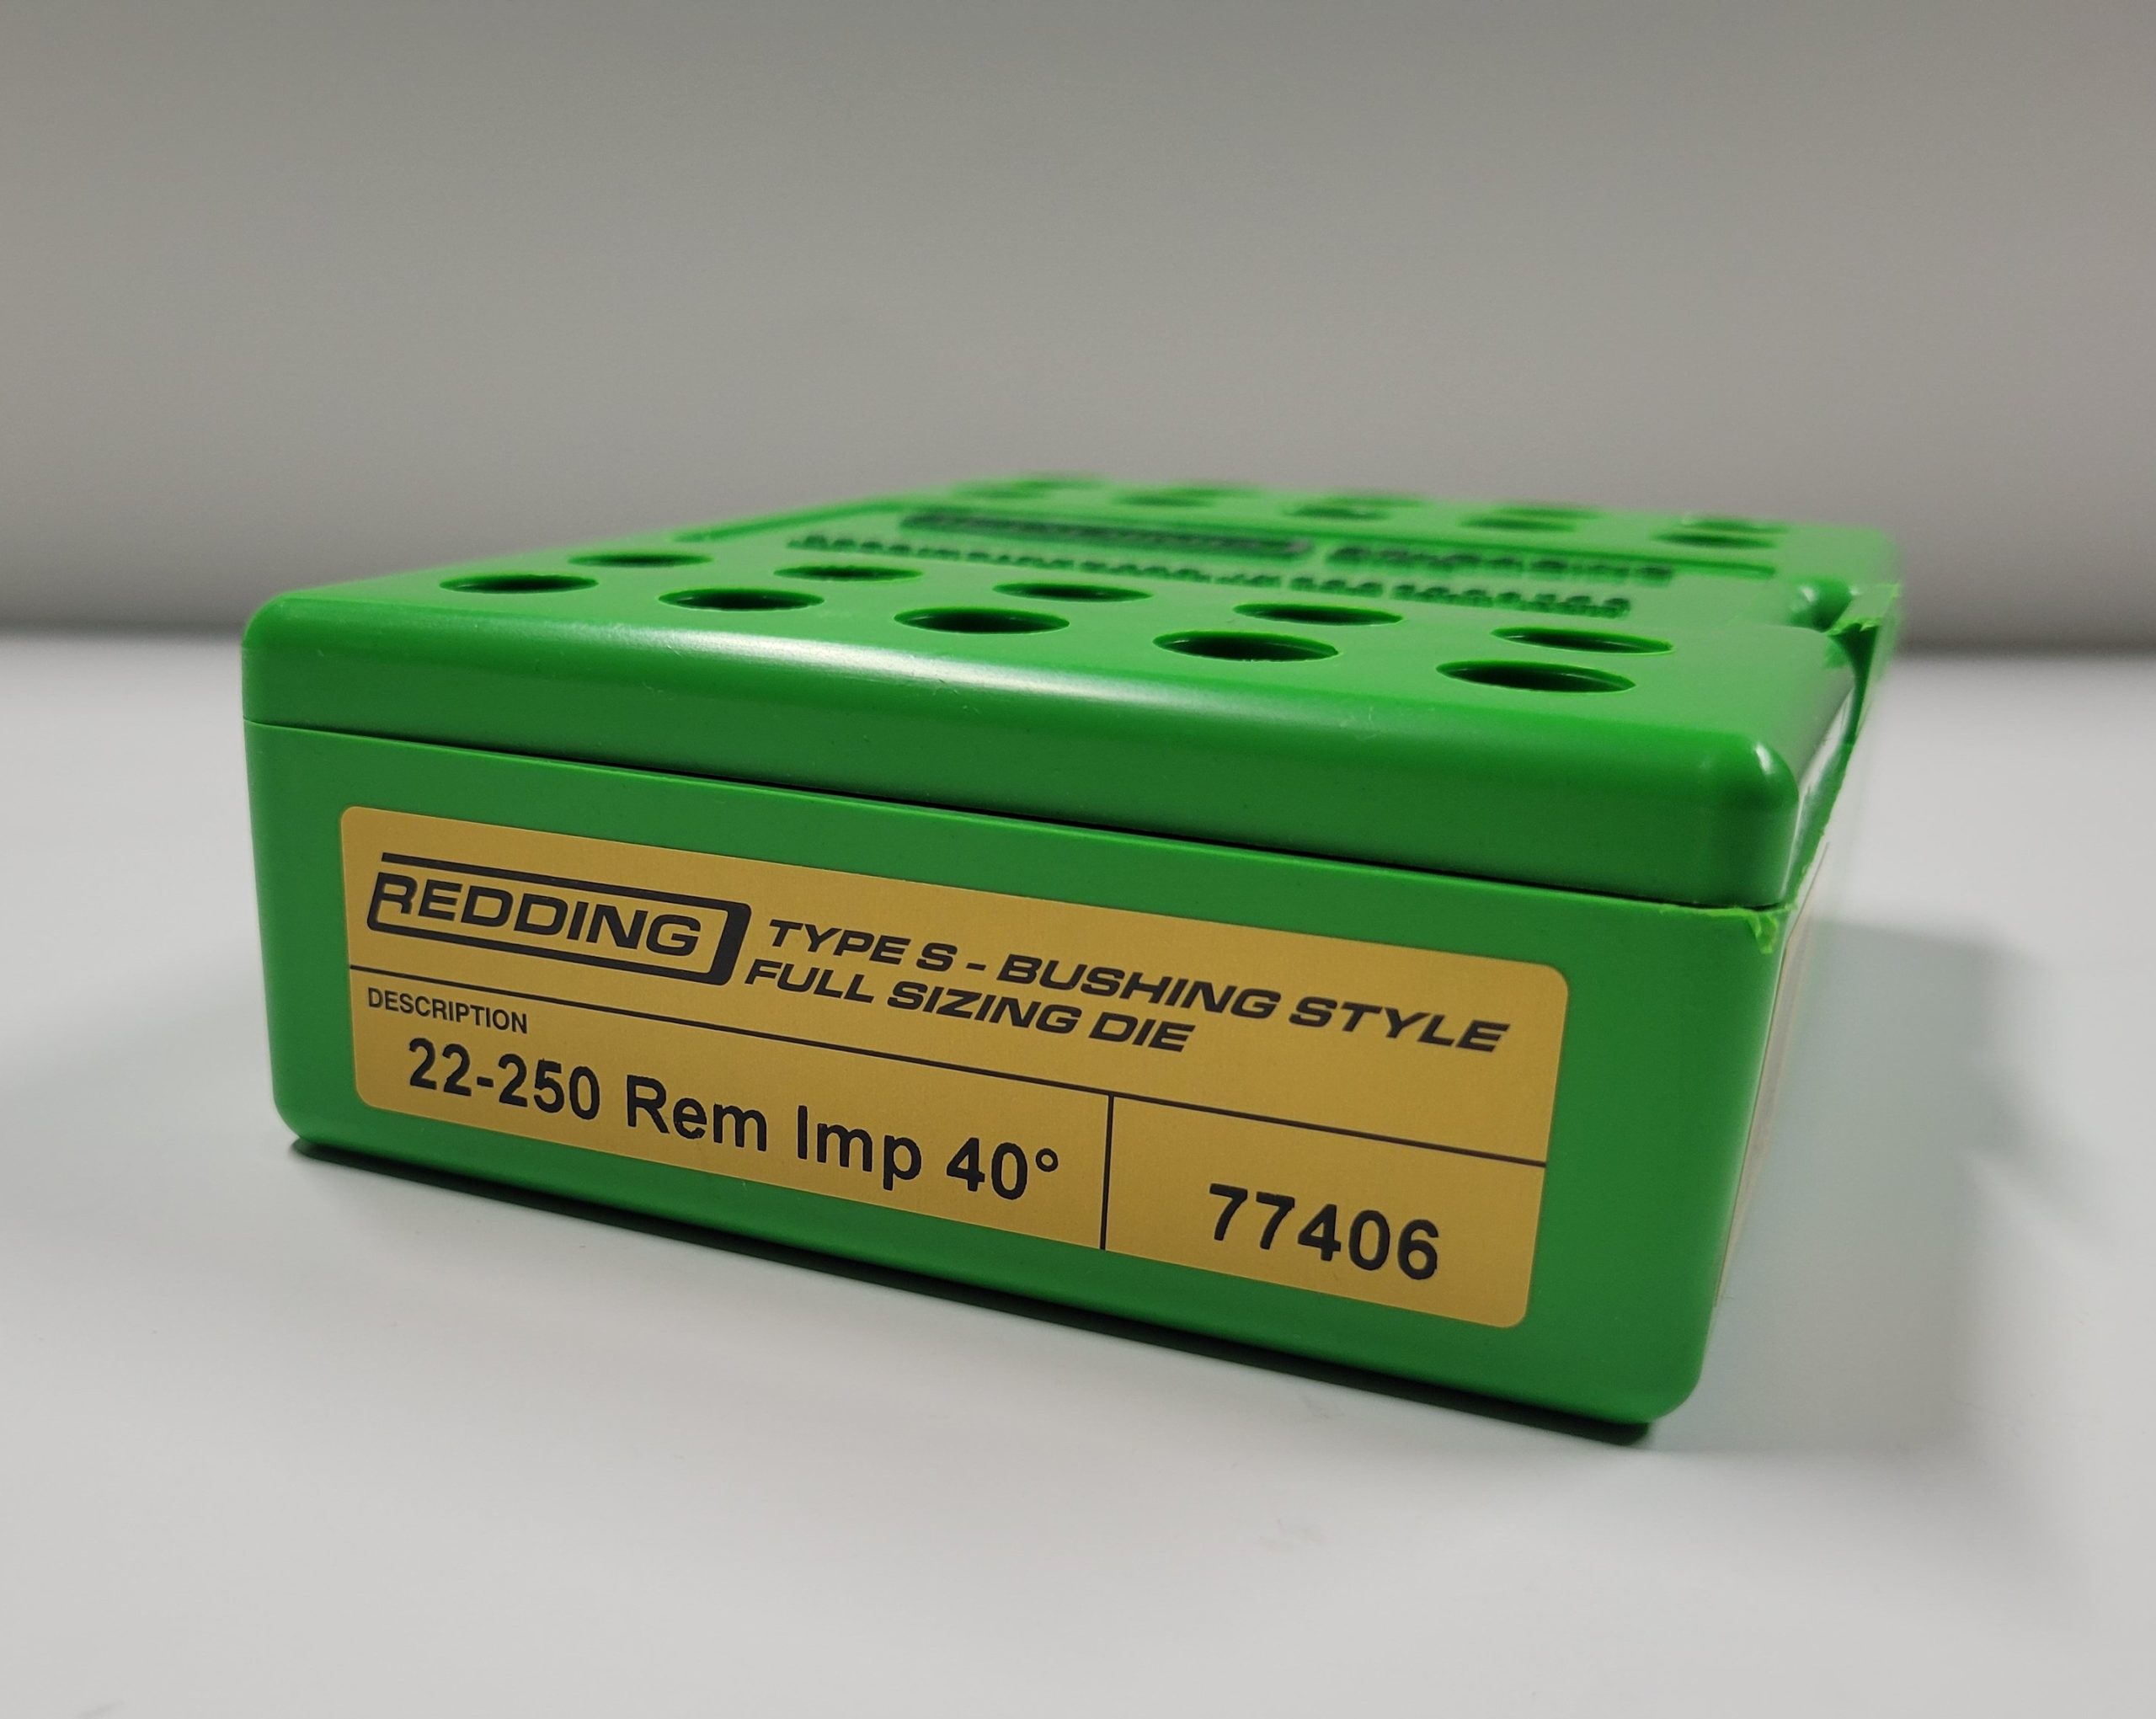 REDDING
TYPE S - BUSHING STYLE
FULL SIZING DIE
DESCRIPTION
22-250 Rem Imp 40°
77406